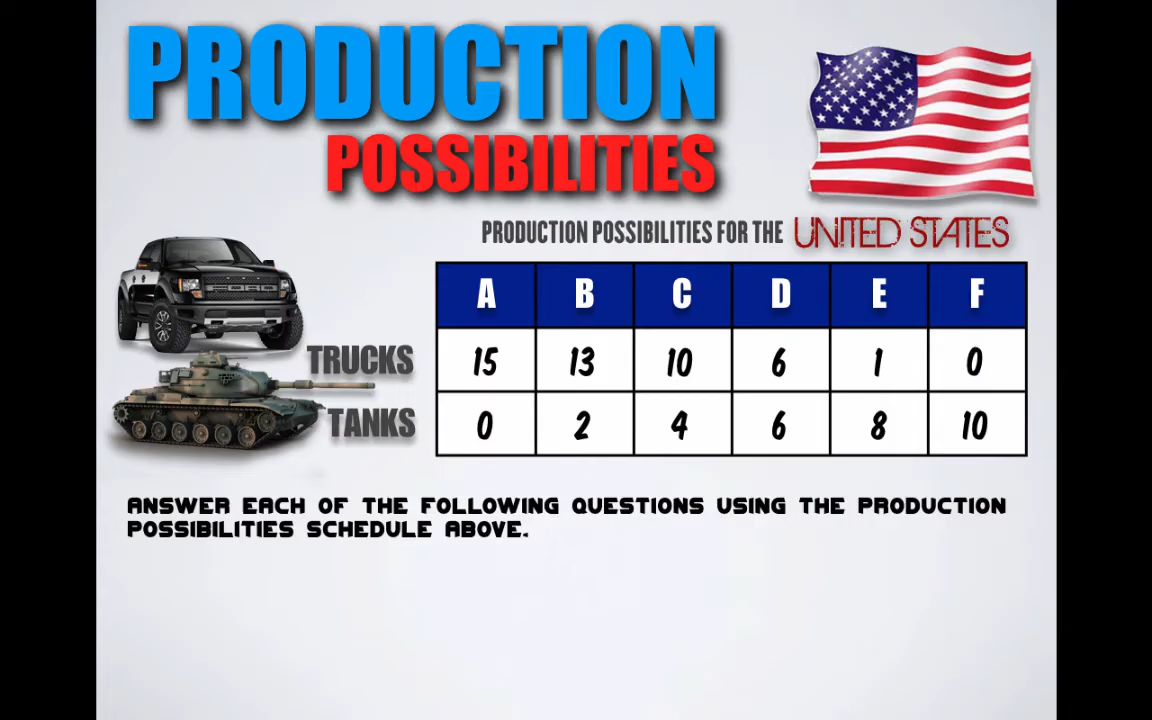 PRODUCTION
POSSIBILITIES
PRODUCTION POSSIBILITIES FOR THE UNITED STATES
A B C D E F
TRUCKS 15 13 10 6 1 0
TANKS 0 2 4 6 8 10
ANSWER EACH OF THE FOLLOWING QUESTIONS USING THE PRODUCTION
POSSIBILITIES SCHEDULE ABOVE.